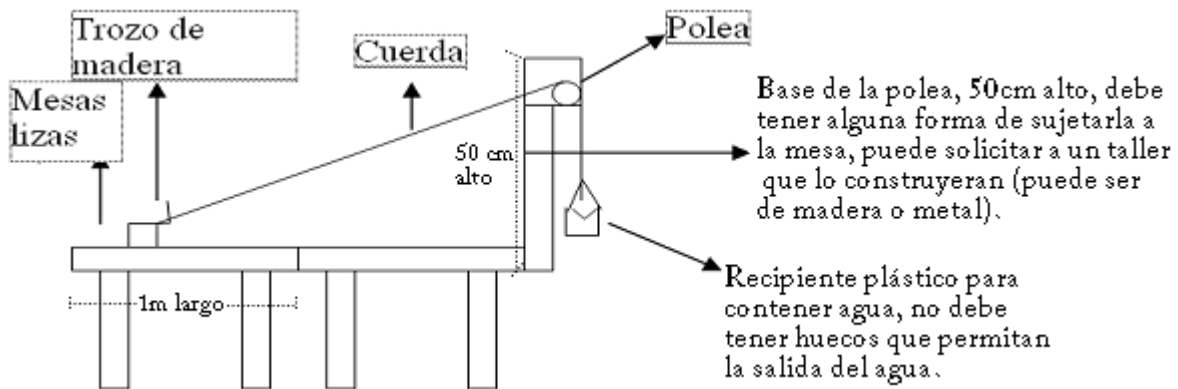 Trozo de
madera
Mesas
lizas
Cuerda
Polea
50 cm
alto
Base de la polea, 50cm alto, debe
tener alguna forma de sujetarla a
la mesa, puede solicitar a un taller
que lo construyeran (puede ser
de madera o metal).
Recipiente plástico para
contener agua, no debe
tener huecos que permitan
la salida del agua.
1m largo